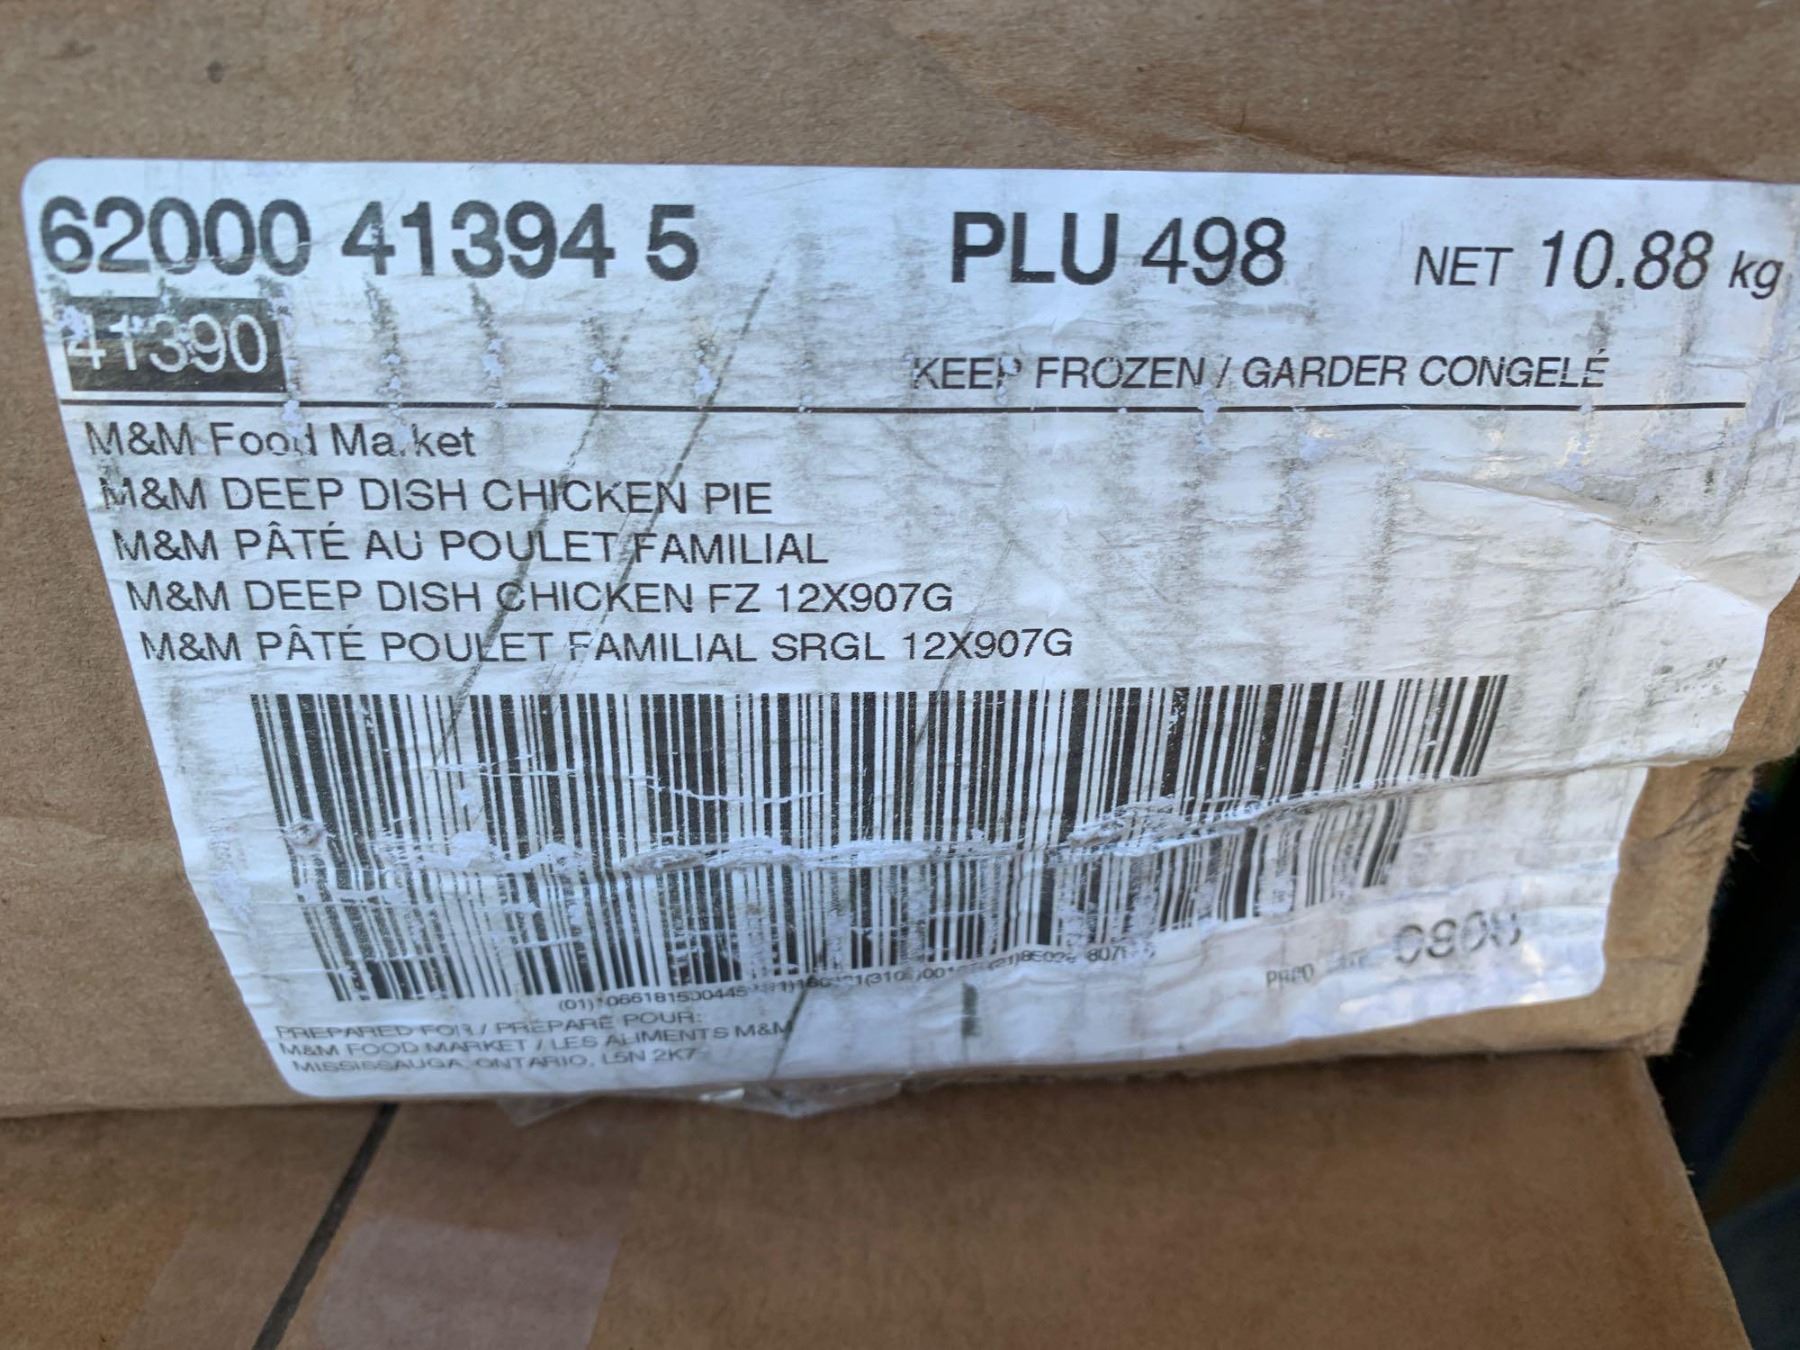 62000 41394 5 PLU 498 NET 10.88 kg
41390
KEEP FROZEN / GARDER CONGELÉ
M&M Food Market
M&M DEEP DISH CHICKEN PIE
M&M PÂTÉ AU POULET FAMILIAL
M&M DEEP DISH CHICKEN FZ 12X907G
M&M PÂTÉ POULET FAMILIAL SRGL 12X907G
PREPARED FOR / PRÉPARÉ POUR:
M&M FOOD MARKET / LES ALIMENTS M&M
MISSISSAUGA, ONTARIO, L5N 2K7